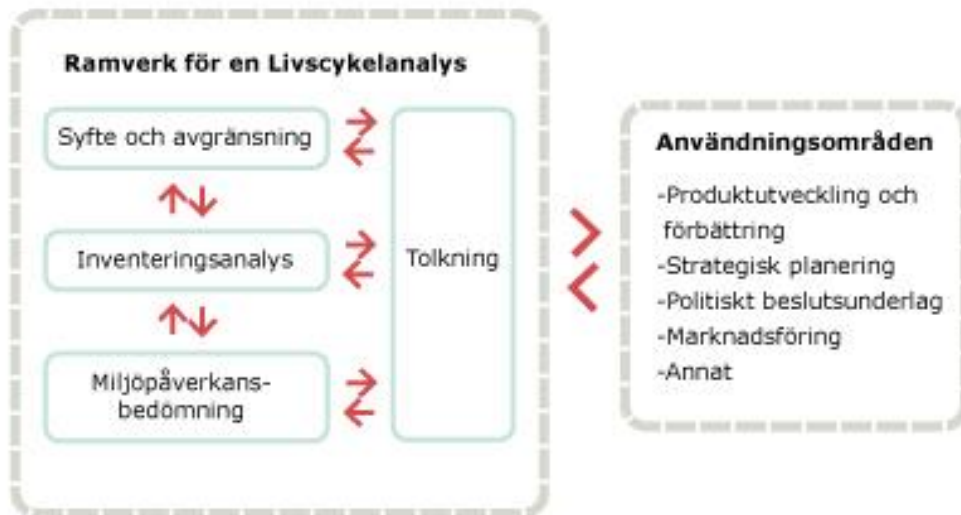 Ramverk för en Livscykelanalys
Syfte och avgränsning
Inventeringsanalys
Miljöpåverkans-
bedömning
Tolkning
Användningsområden
-Produktutveckling och
förbättring
-Strategisk planering
-Politiskt beslutsunderlag
-Marknadsföring
-Annat